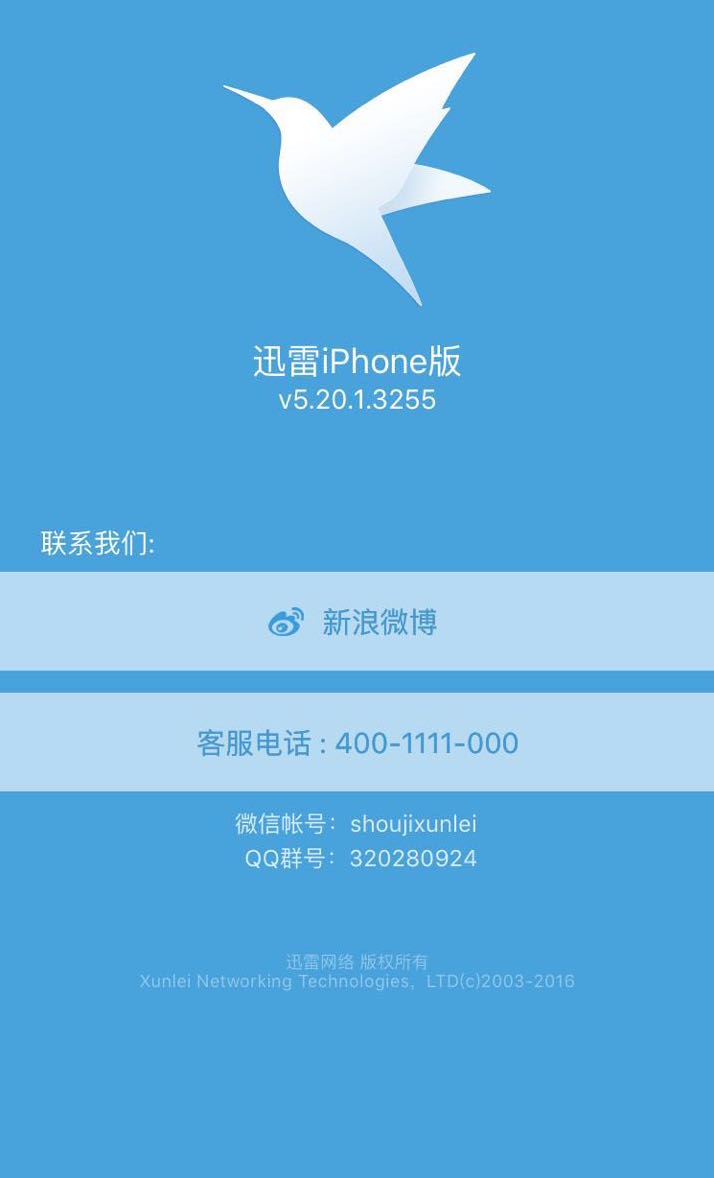 迅雷iPhone版
v5.20.1.3255
联系我们:
新浪微博
客服电话 : 400-1111-000
微信帐号：shoujixunlei
QQ群号：320280924
迅雷网络 版权所有
Xunlei Networking Technologies，LTD(c)2003-2016